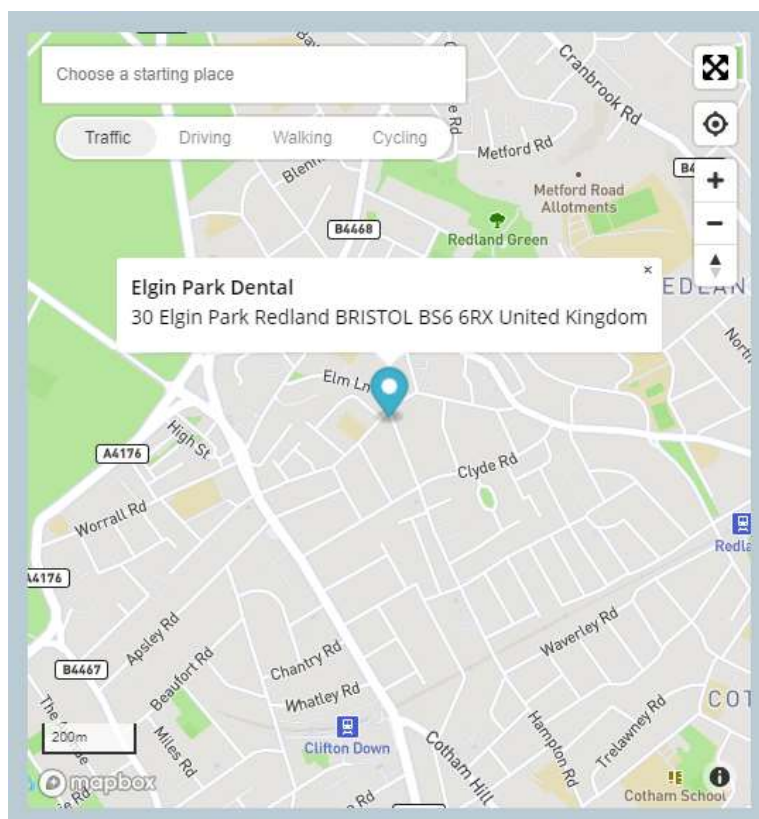 Choose a starting place
Traffic Driving Walking Cycling
Cranbrook Rd
Metford Rd
Metford Road
Allotments
B4468
Redland Green
×
Elgin Park Dental
30 Elgin Park Redland BRISTOL BS6 6RX United Kingdom
Elm Ln
High St
A4176
Clyde Rd
Worrall Rd
A4176
Apsley Rd
Waverley Rd
B4467
Chantry Rd
Beaufort Rd
Whatley Rd
200m
Miles Rd
Clifton Down
Cotham Hill
Hampton Rd
Trelawney Rd
mapbox
Cotham School